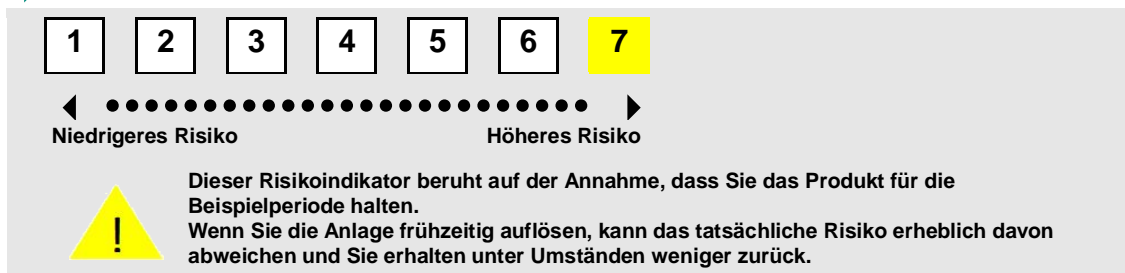 1 2 3 4 5 6 7
Niedrigeres Risiko Höheres Risiko
Dieser Risikoindikator beruht auf der Annahme, dass Sie das Produkt für die
Beispielperiode halten.
Wenn Sie die Anlage frühzeitig auflösen, kann das tatsächliche Risiko erheblich davon
abweichen und Sie erhalten unter Umständen weniger zurück.
!